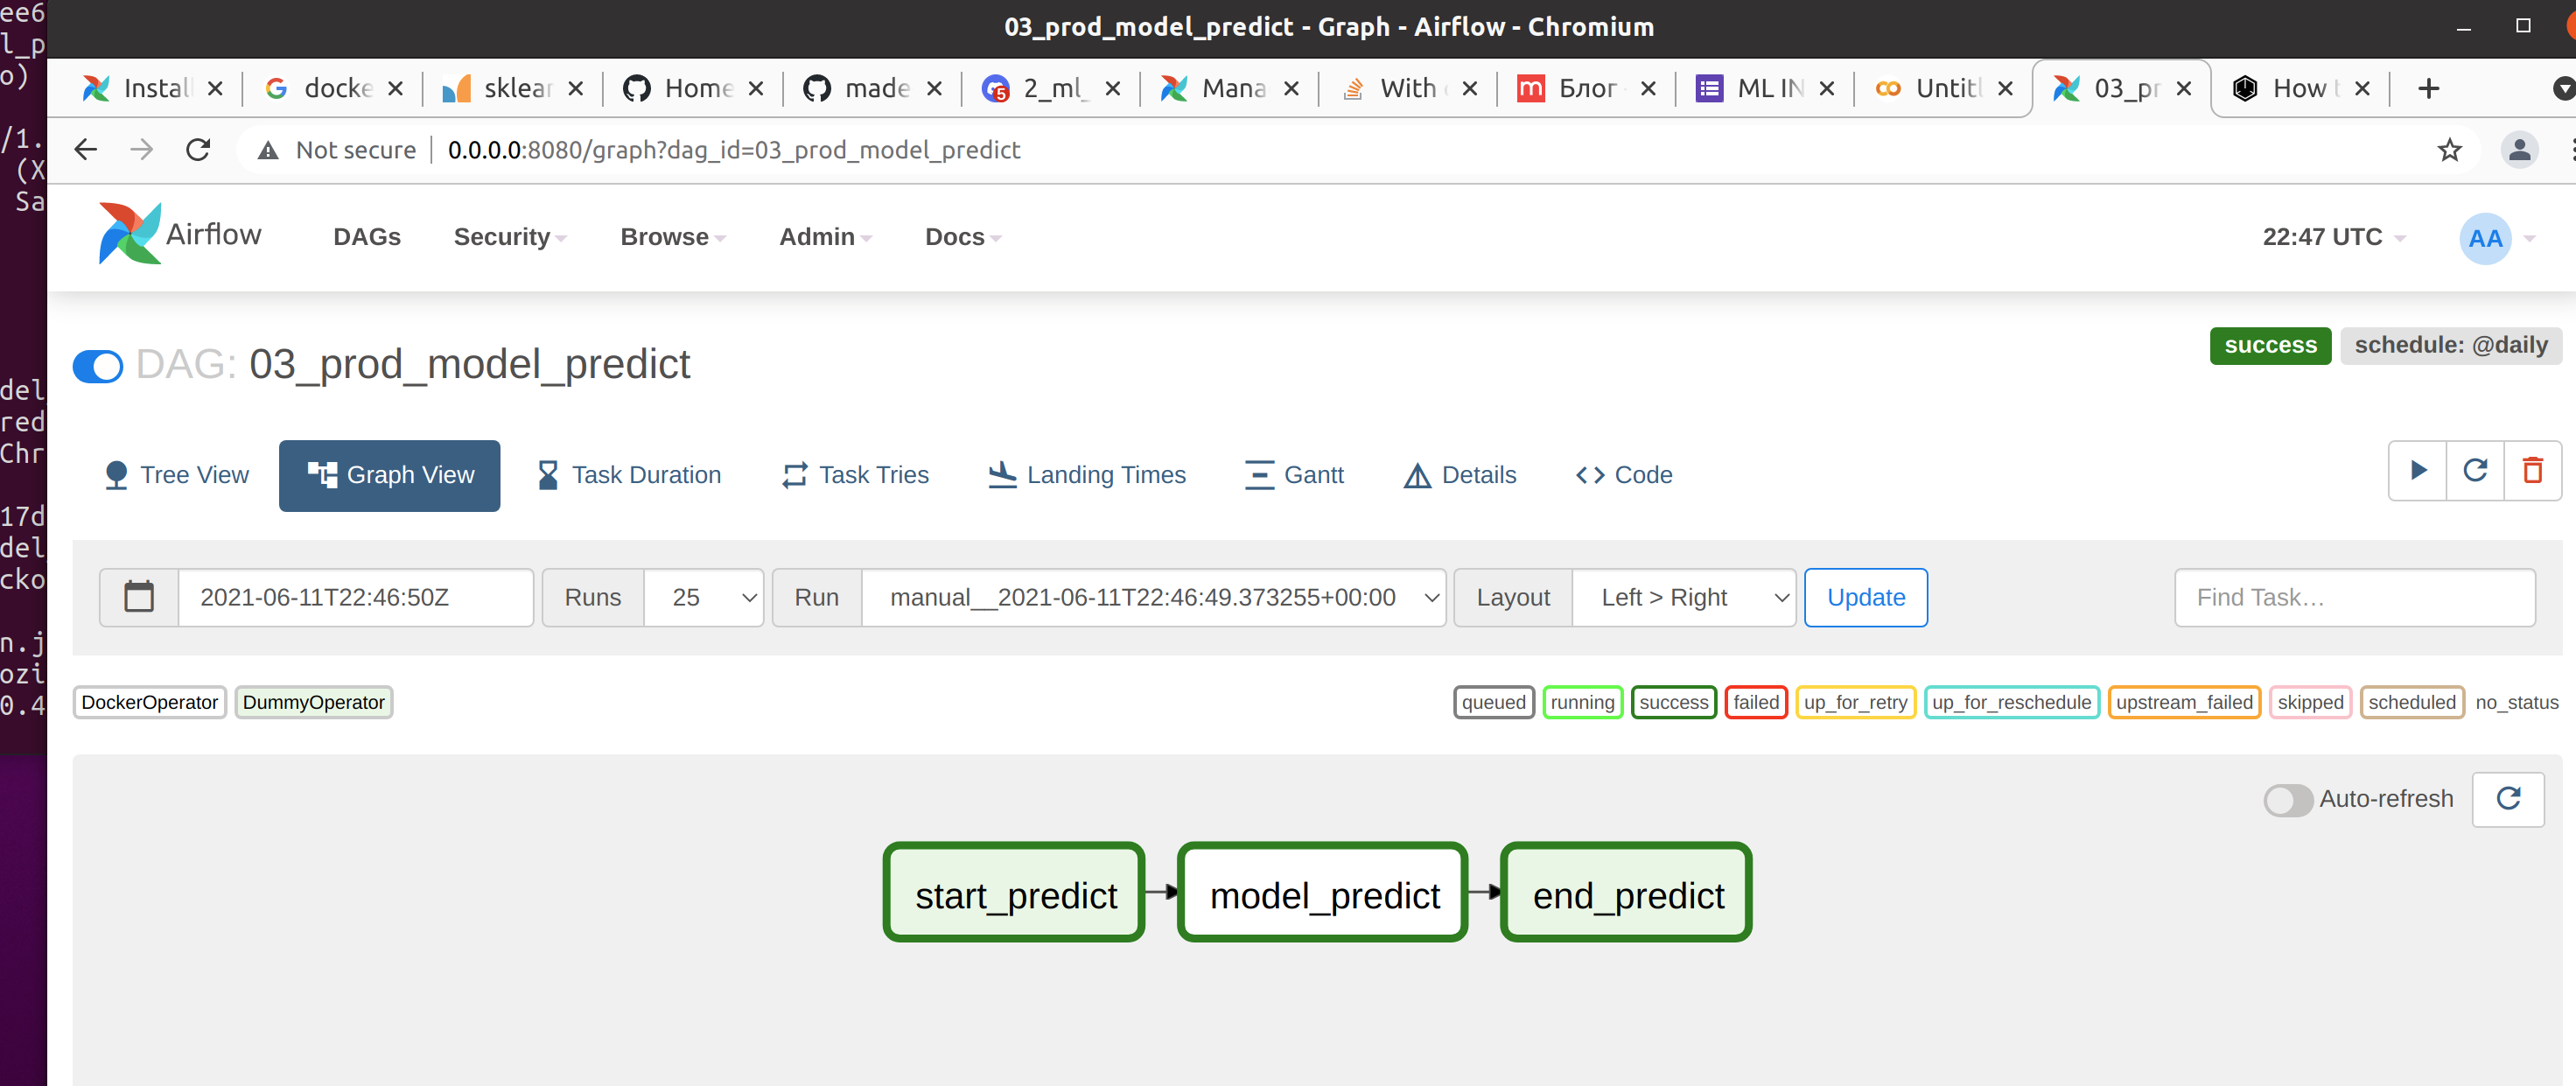 03_prod_model_predict - Graph - Airflow - Chromium
ee6
l_p
o)
/1.
(X
Sa
del
red
Chr
17d
del
cko
n.j
ozi
0.4
Instal docke sklear Home made 2_ml_ Mana With Блог ML IN Untitl 03_pr How t
Not secure 0.0.0.0:8080/graph?dag_id=03_prod_model_predict
Airflow DAGs Security Browse Admin Docs 22:47 UTC AA
DAG: 03_prod_model_predict success schedule: @daily
Tree View Graph View Task Duration Task Tries Landing Times Gantt Details Code
2021-06-11T22:46:50Z Runs 25 Run manual__2021-06-11T22:46:49.373255+00:00 Layout Left > Right Update Find Task…
DockerOperator DummyOperator queued running success failed up_for_retry up_for_reschedule upstream_failed skipped scheduled no_status
Auto-refresh
start_predict model_predict end_predict